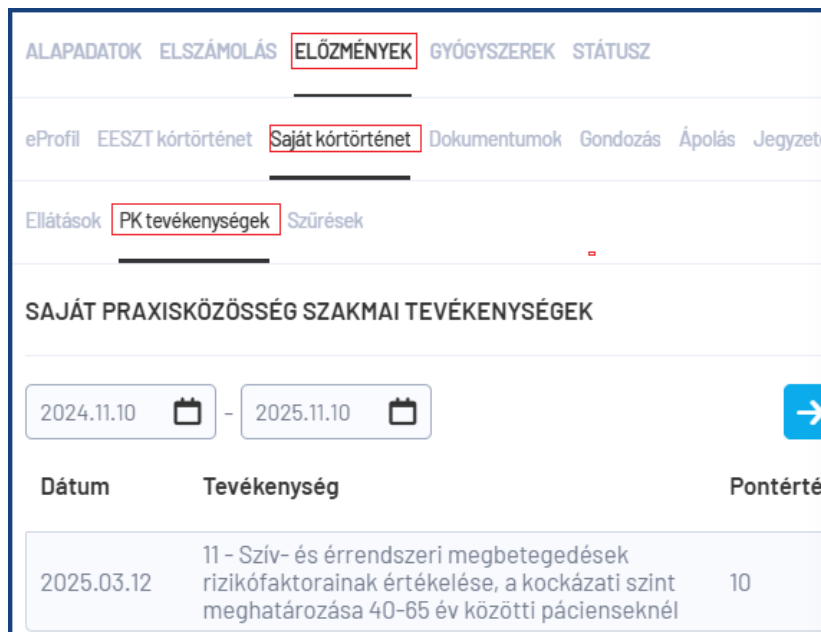 ALAPADATOK ELSZÁMOLÁS ELŐZMÉNYEK GYÓGYSZEREK STÁTUSZ
eProfil EESZT kórtörténet Saját kórtörténet Dokumentumok Gondozás Ápolás Jegyzet
Ellátások PK tevékenységek Szűrések
SAJÁT PRAXISKÖZÖSSÉG SZAKMAI TEVÉKENYSÉGEK
2024.11.10 - 2025.11.10
Dátum Tevékenység Pontérté
2025.03.12 11 - Szív- és érrendszeri megbetegedések
rizikófaktorainak értékelése, a kockázati szint 10
meghatározása 40-65 év közötti pácienseknél